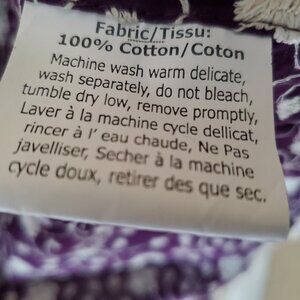 Fabric/Tissu:
100% Cotton/Coton
Machine wash warm delicate,
wash separately, do not bleach,
tumble dry low, remove promptly,
Laver à la machine cycle dellicat,
rincer à l' eau chaude, Ne Pas
javelliser, Secher à la machine
cycle doux, retirer des que sec.